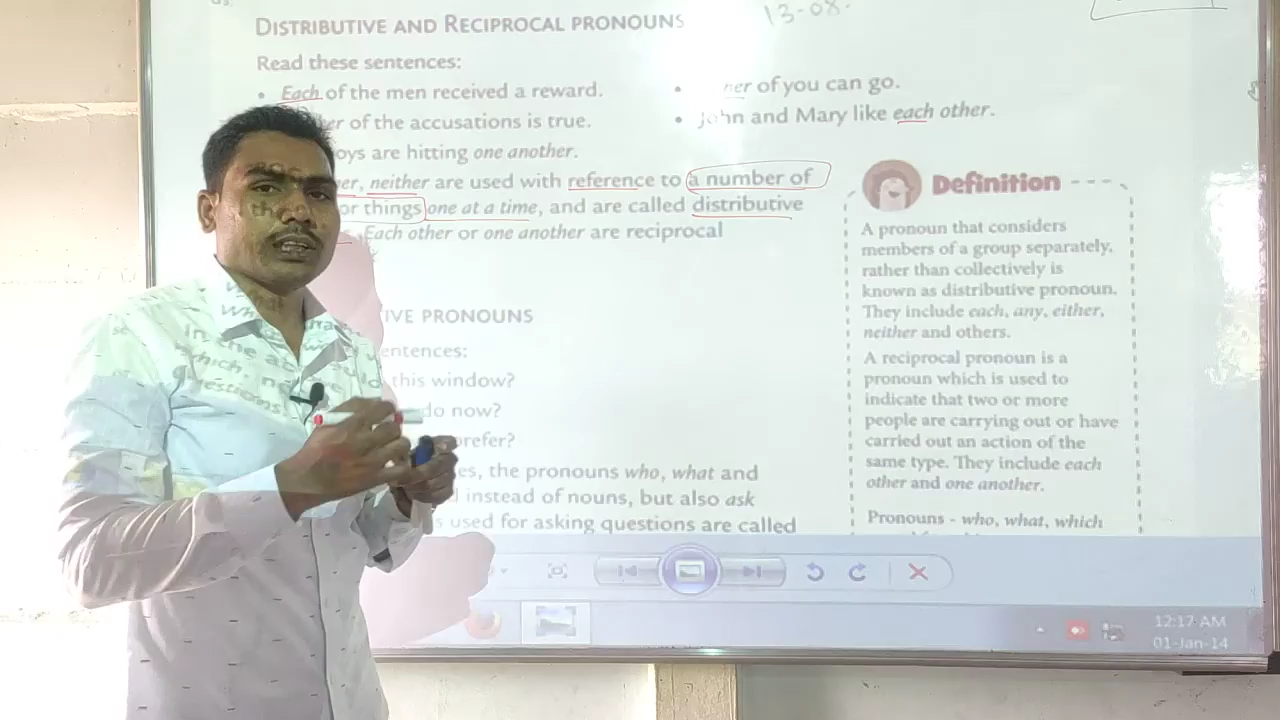 13-08.
DISTRIBUTIVE AND RECIPROCAL PRONOUNS
Read these sentences:
• Each of the men received a reward.
• ner of you can go.
er of the accusations is true.
• John and Mary like each other.
oys are hitting one another.
er, neither are used with reference to a number of
or things one at a time, and are called distributive
Each other or one another are reciprocal
Definition
A pronoun that considers
members of a group separately,
rather than collectively is
known as distributive pronoun.
They include each, any, either,
neither and others.
A reciprocal pronoun is a
pronoun which is used to
indicate that two or more
people are carrying out or have
carried out an action of the
same type. They include each
other and one another.
Pronouns - who, what, which
IVE PRONOUNS
entences:
this window?
do now?
prefer?
es, the pronouns who, what and
instead of nouns, but also ask
s used for asking questions are called
In the above
which,
questions
12:17 AM
01-Jan-14